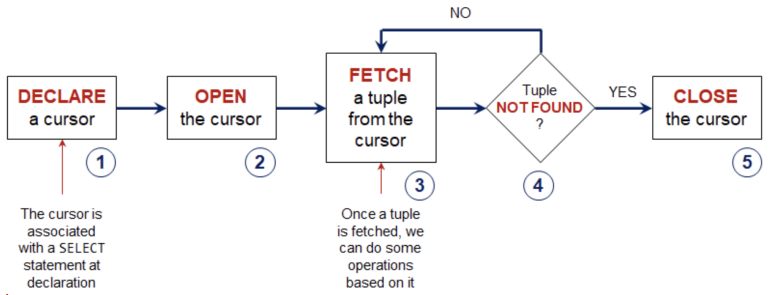 NO
DECLARE
a cursor
OPEN
the cursor
FETCH
a tuple
from the
cursor
Tuple
NOT FOUND
?
YES
CLOSE
the cursor
1
2
3
4
5
The cursor is
associated
with a SELECT
statement at
declaration
Once a tuple
is fetched, we
can do some
operations
based on it